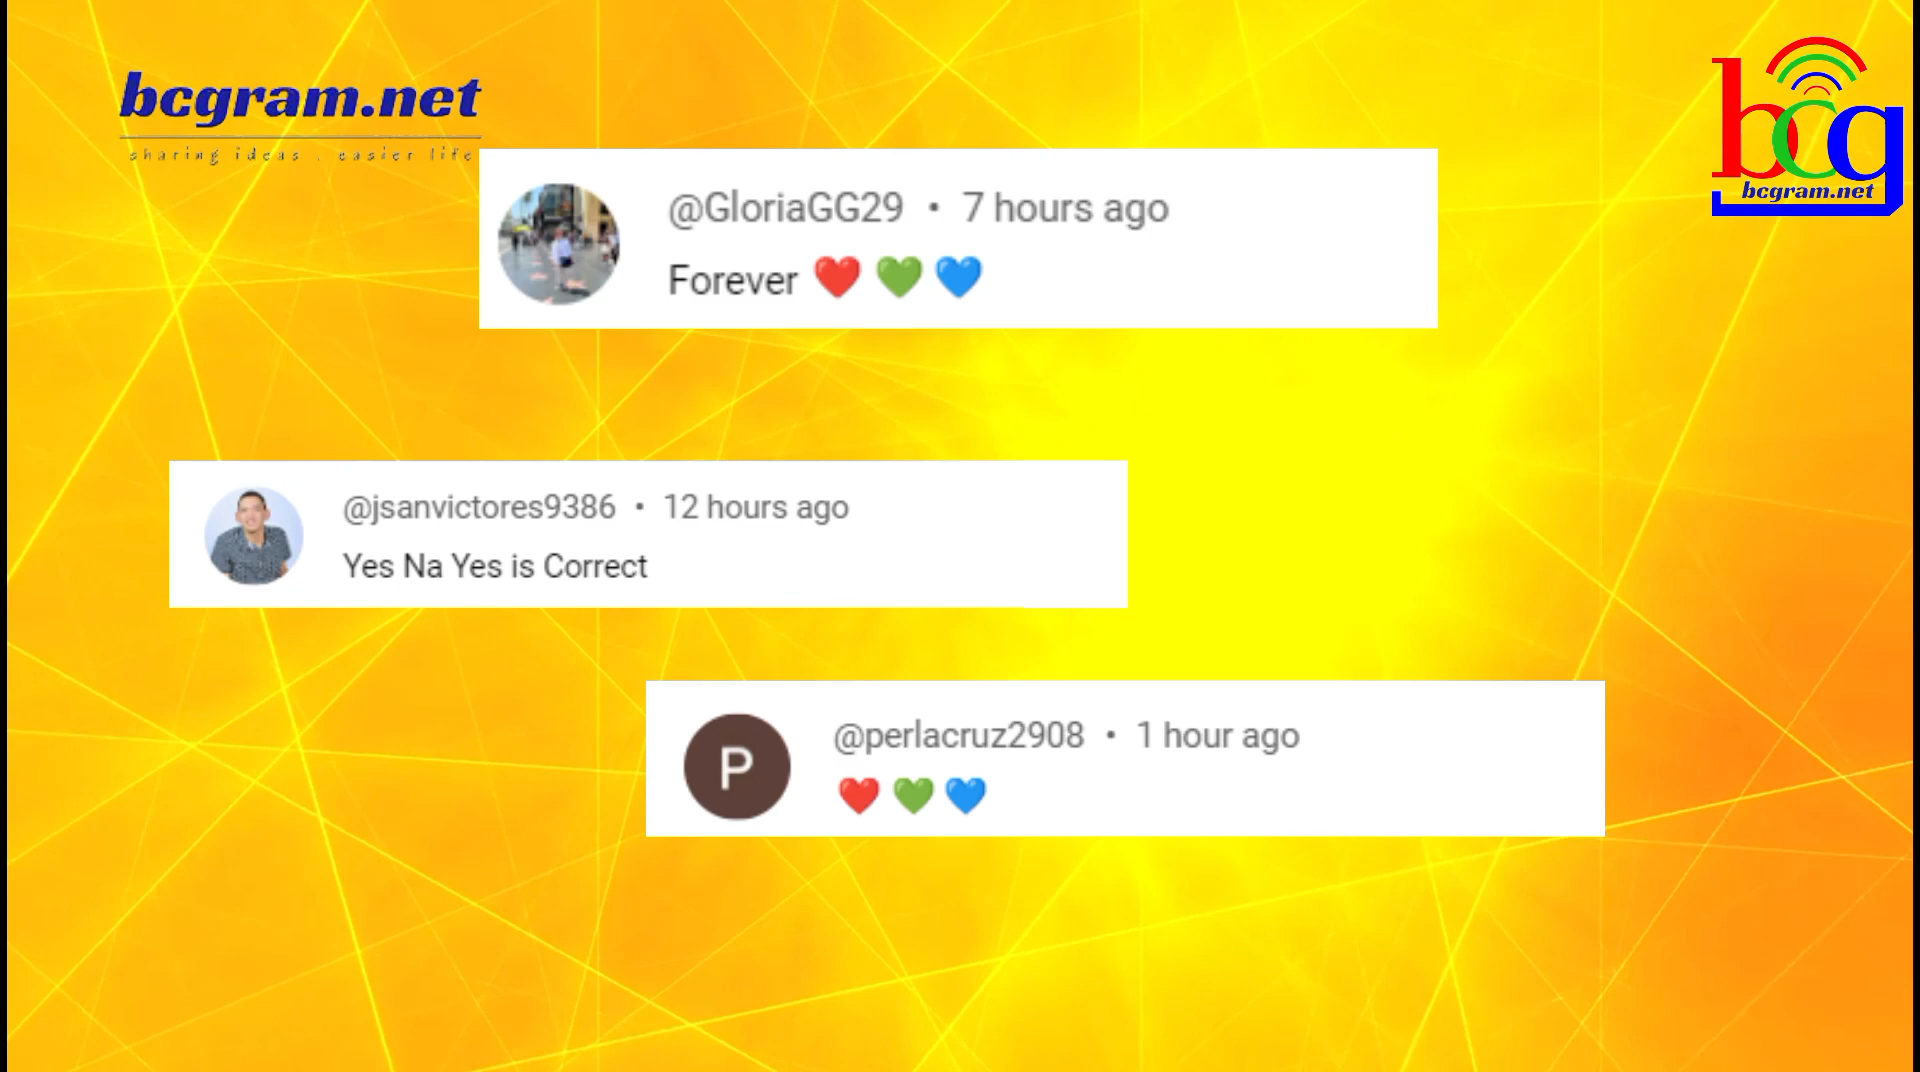 bcgram.net
sharing ideas . easier life
bcg
bcgram.net
@GloriaGG29 • 7 hours ago
Forever ❤️ 💚 💙
@jsanvictores9386 • 12 hours ago
Yes Na Yes is Correct
P
@perlacruz2908 • 1 hour ago
❤️ 💚 💙